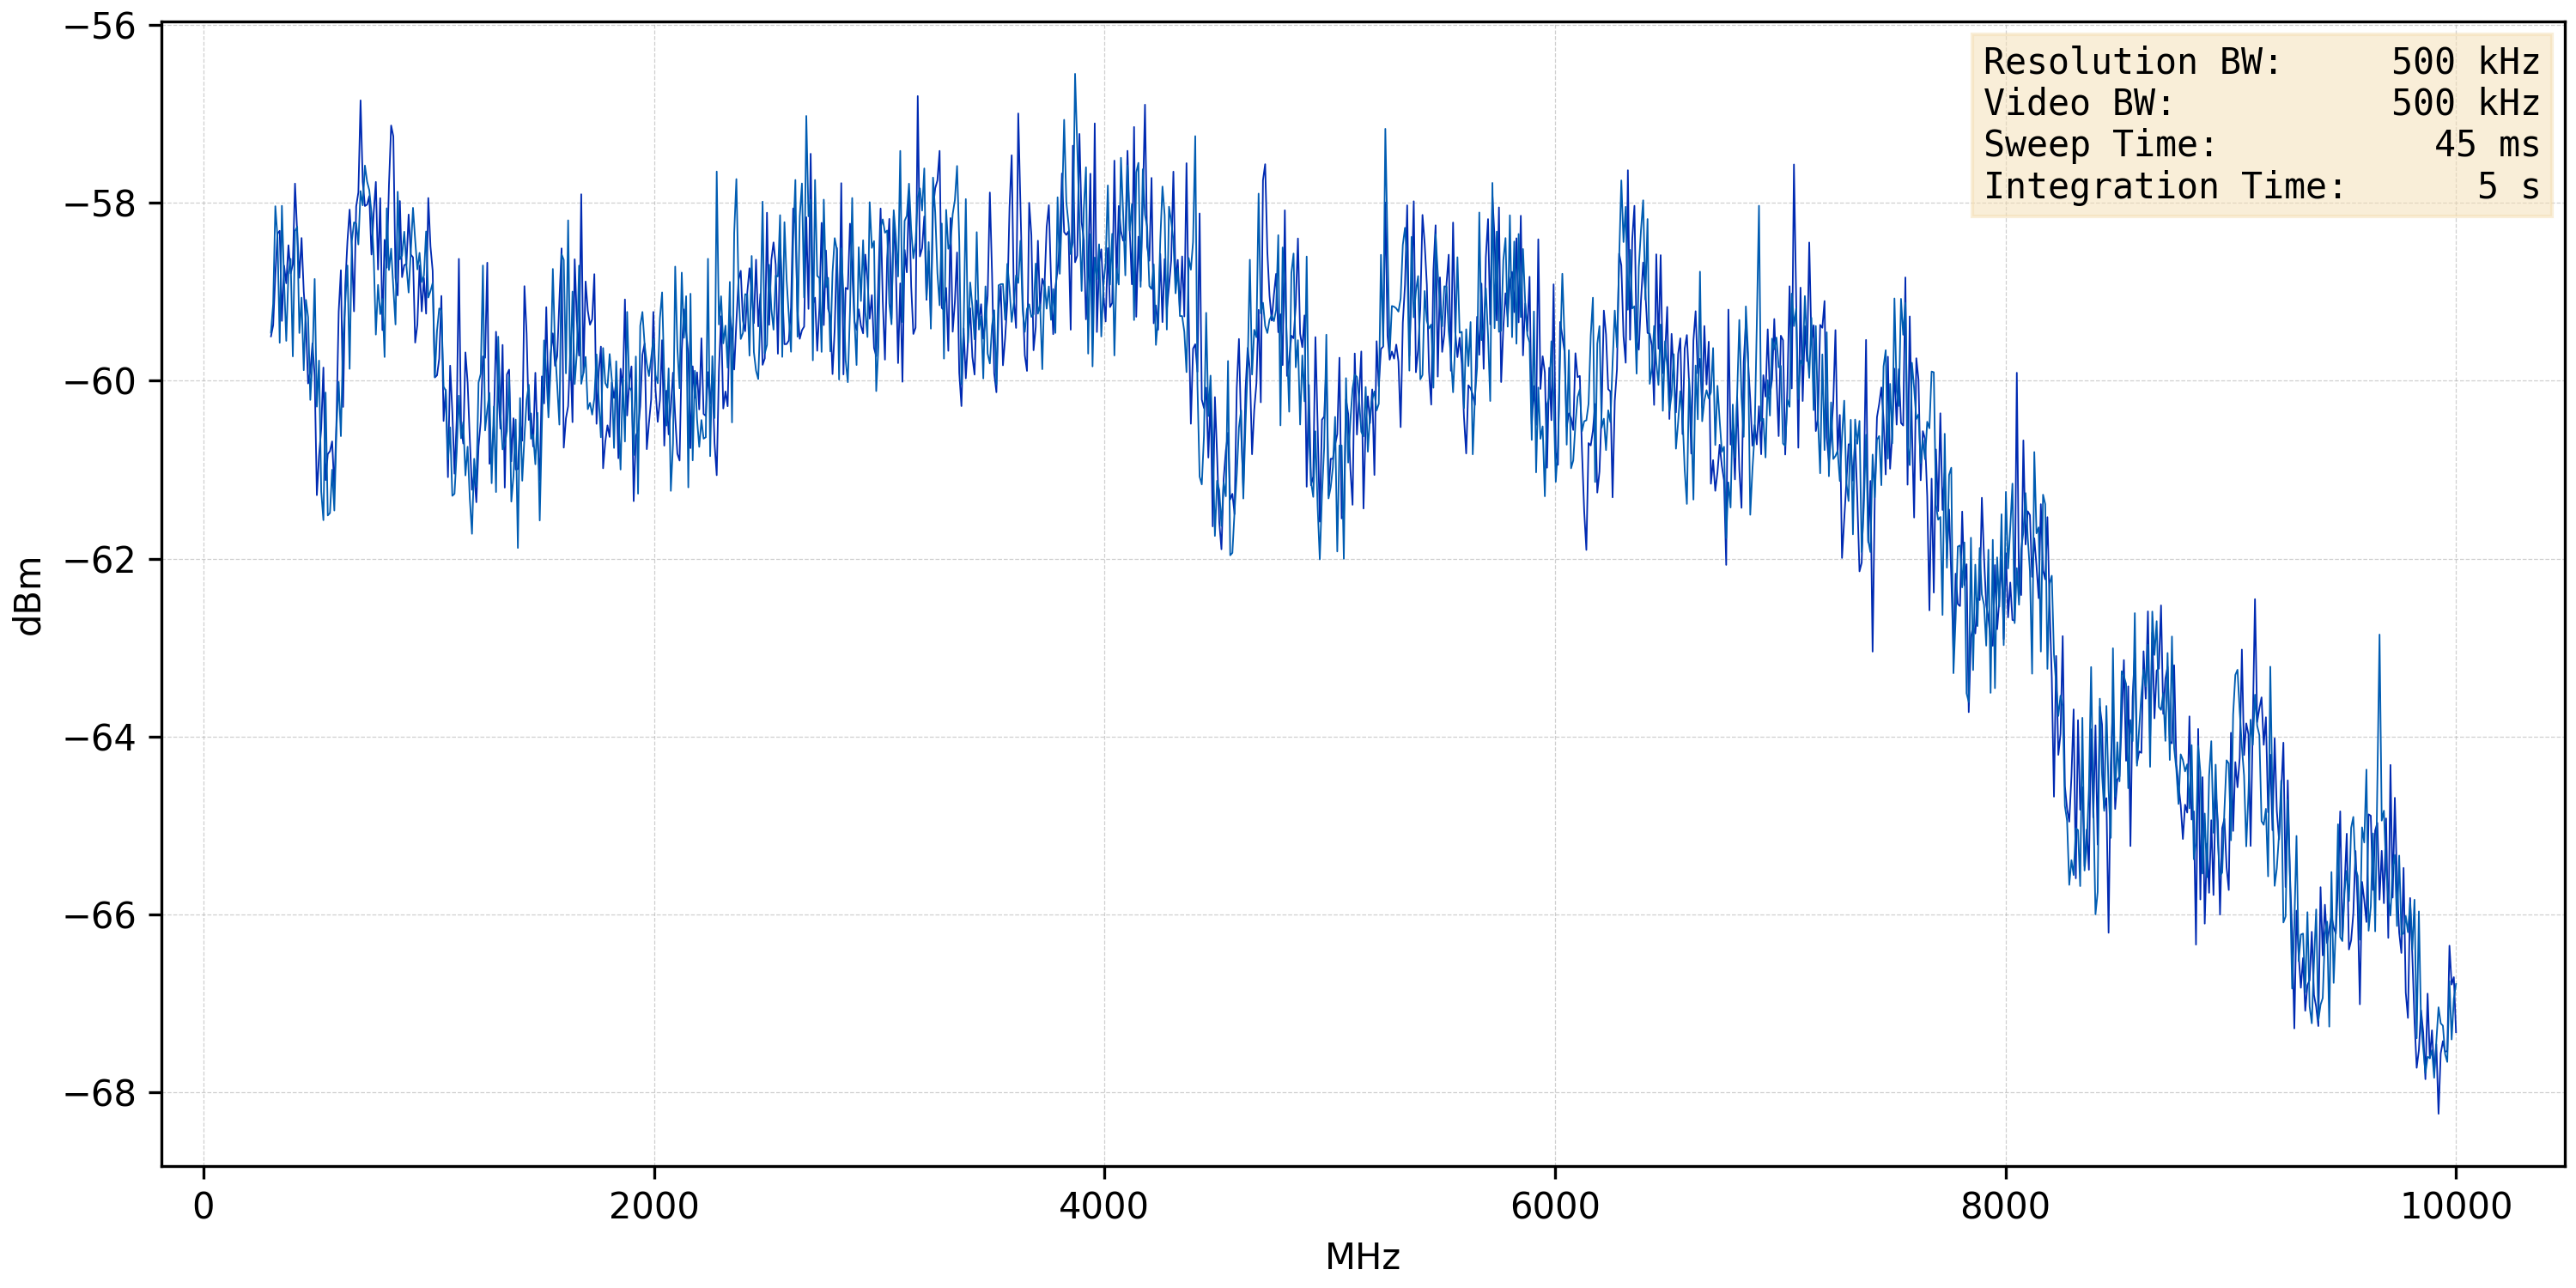 −56
−58
−60
−62
−64
−66
−68
dBm
Resolution BW: 500 kHz
Video BW: 500 kHz
Sweep Time: 45 ms
Integration Time: 5 s
0 2000 4000 6000 8000 10000
MHz